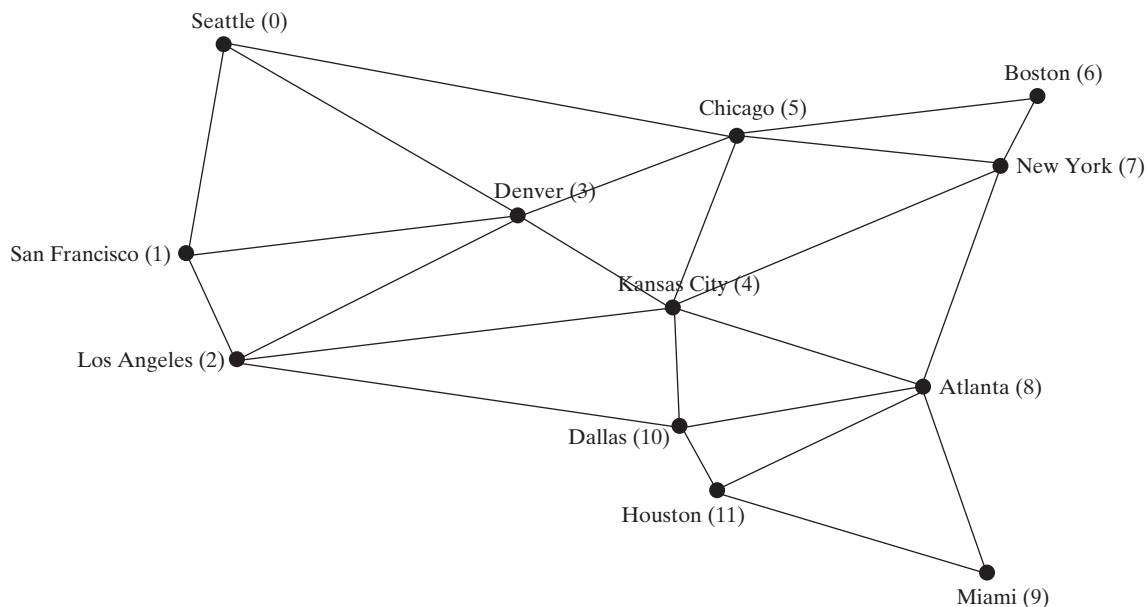 Seattle (0)
Boston (6)
Chicago (5)
New York (7)
Denver (3)
San Francisco (1)
Kansas City (4)
Los Angeles (2)
Atlanta (8)
Dallas (10)
Houston (11)
Miami (9)